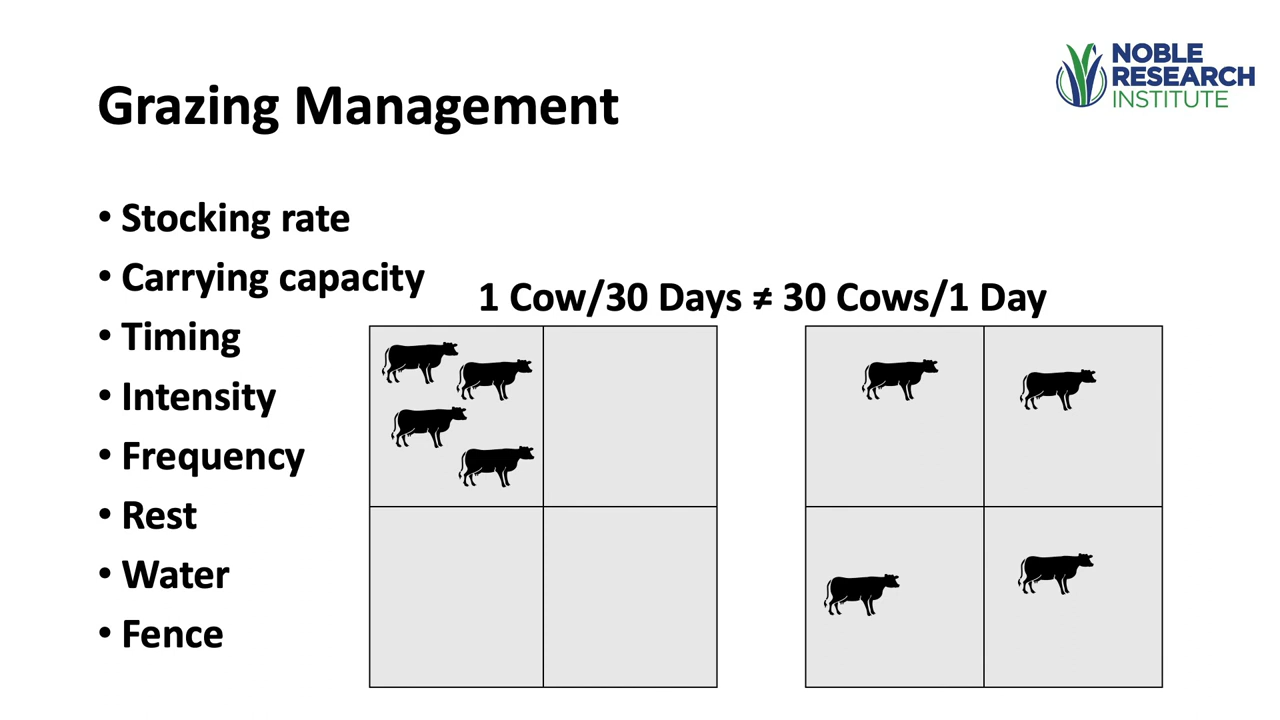 NOBLE
RESEARCH
INSTITUTE
Grazing Management
• Stocking rate
• Carrying capacity
1 Cow/30 Days ≠ 30 Cows/1 Day
• Timing
• Intensity
• Frequency
• Rest
• Water
• Fence